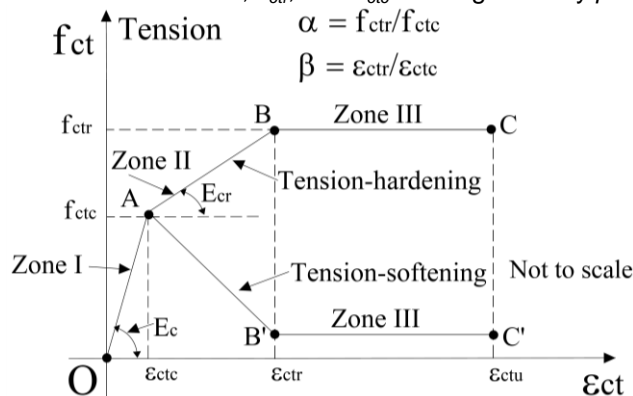 fct
Tension
α = fctr/fctc
β = εctr/εctc
B
Zone III
C
fctr
Zone II
Tension-hardening
A
Ecr
fctc
Zone I
Tension-softening
Not to scale
Ec
B'
Zone III
C'
O
εctc
εctr
εctu
εct